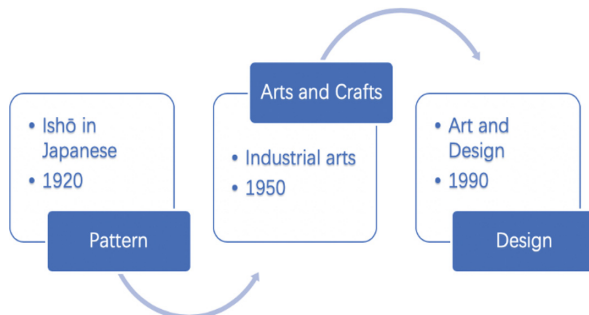 • Ishō in
Japanese
• 1920
Pattern
Arts and Crafts
• Industrial arts
• 1950
• Art and
Design
• 1990
Design